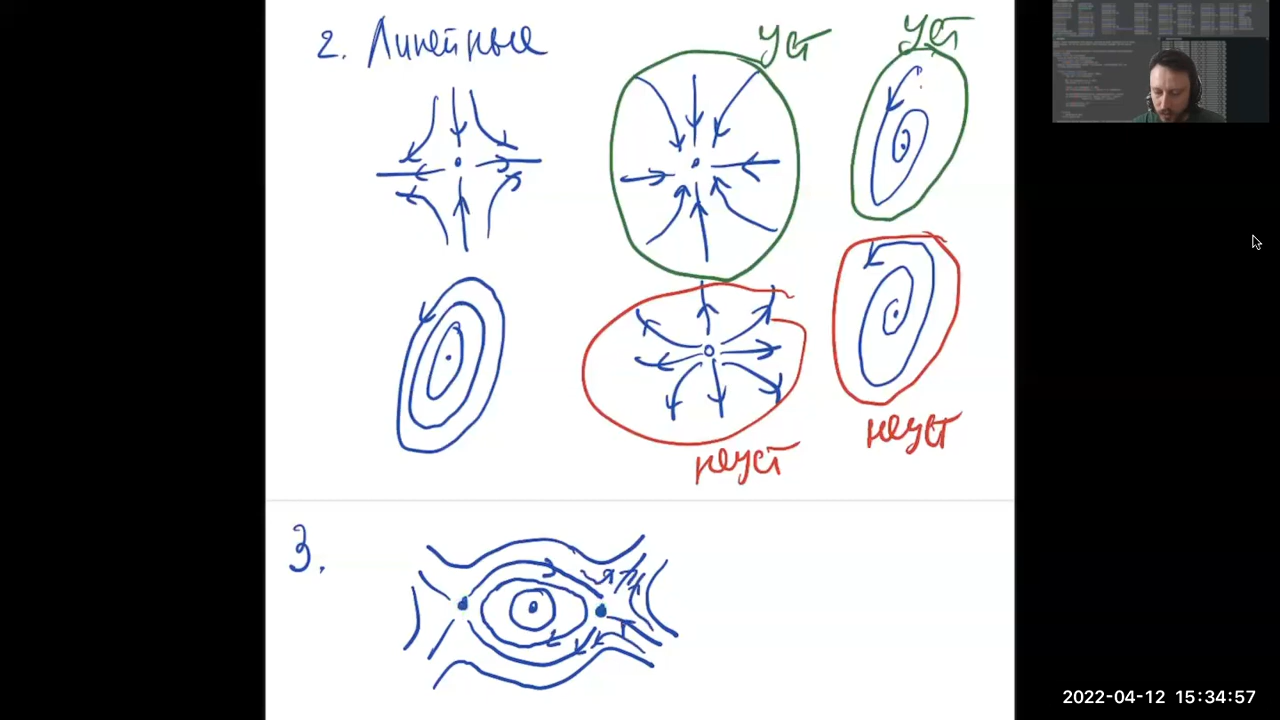 2. Линейные
уст
уст
неуст
неуст
3.
2022-04-12 15:34:57